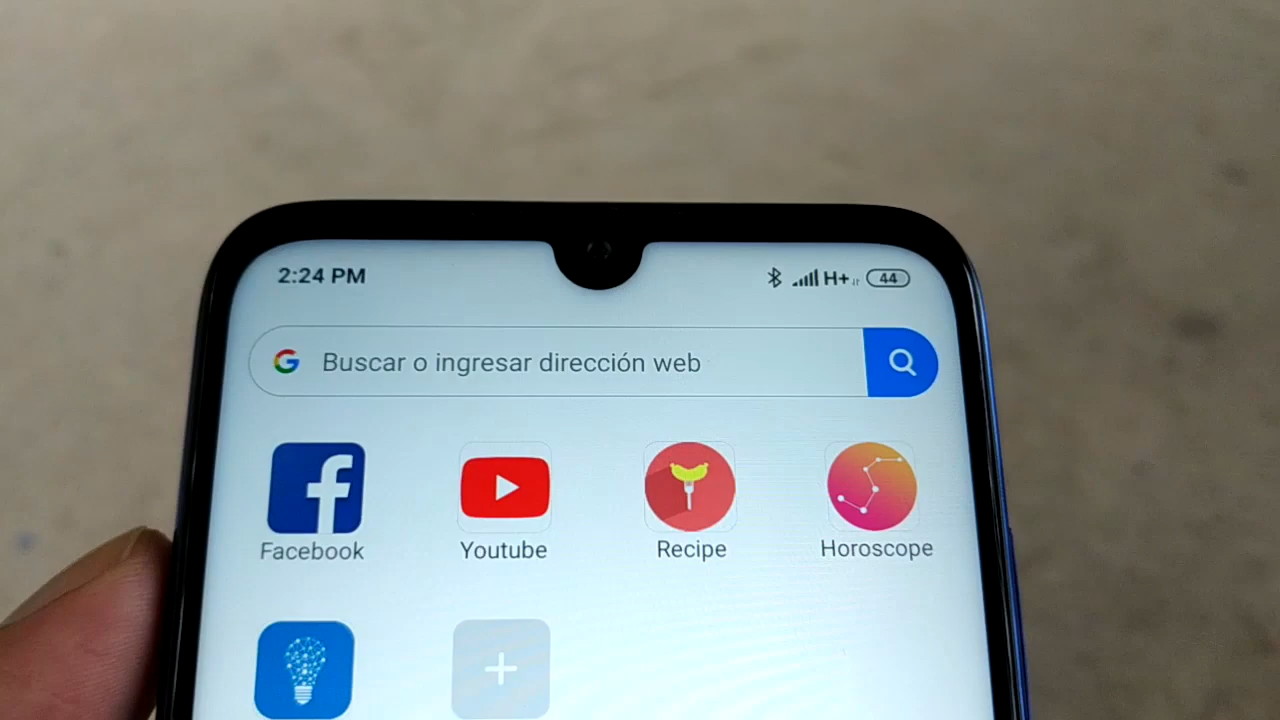 2:24 PM H+ 44
Buscar o ingresar dirección web
Facebook Youtube Recipe Horoscope